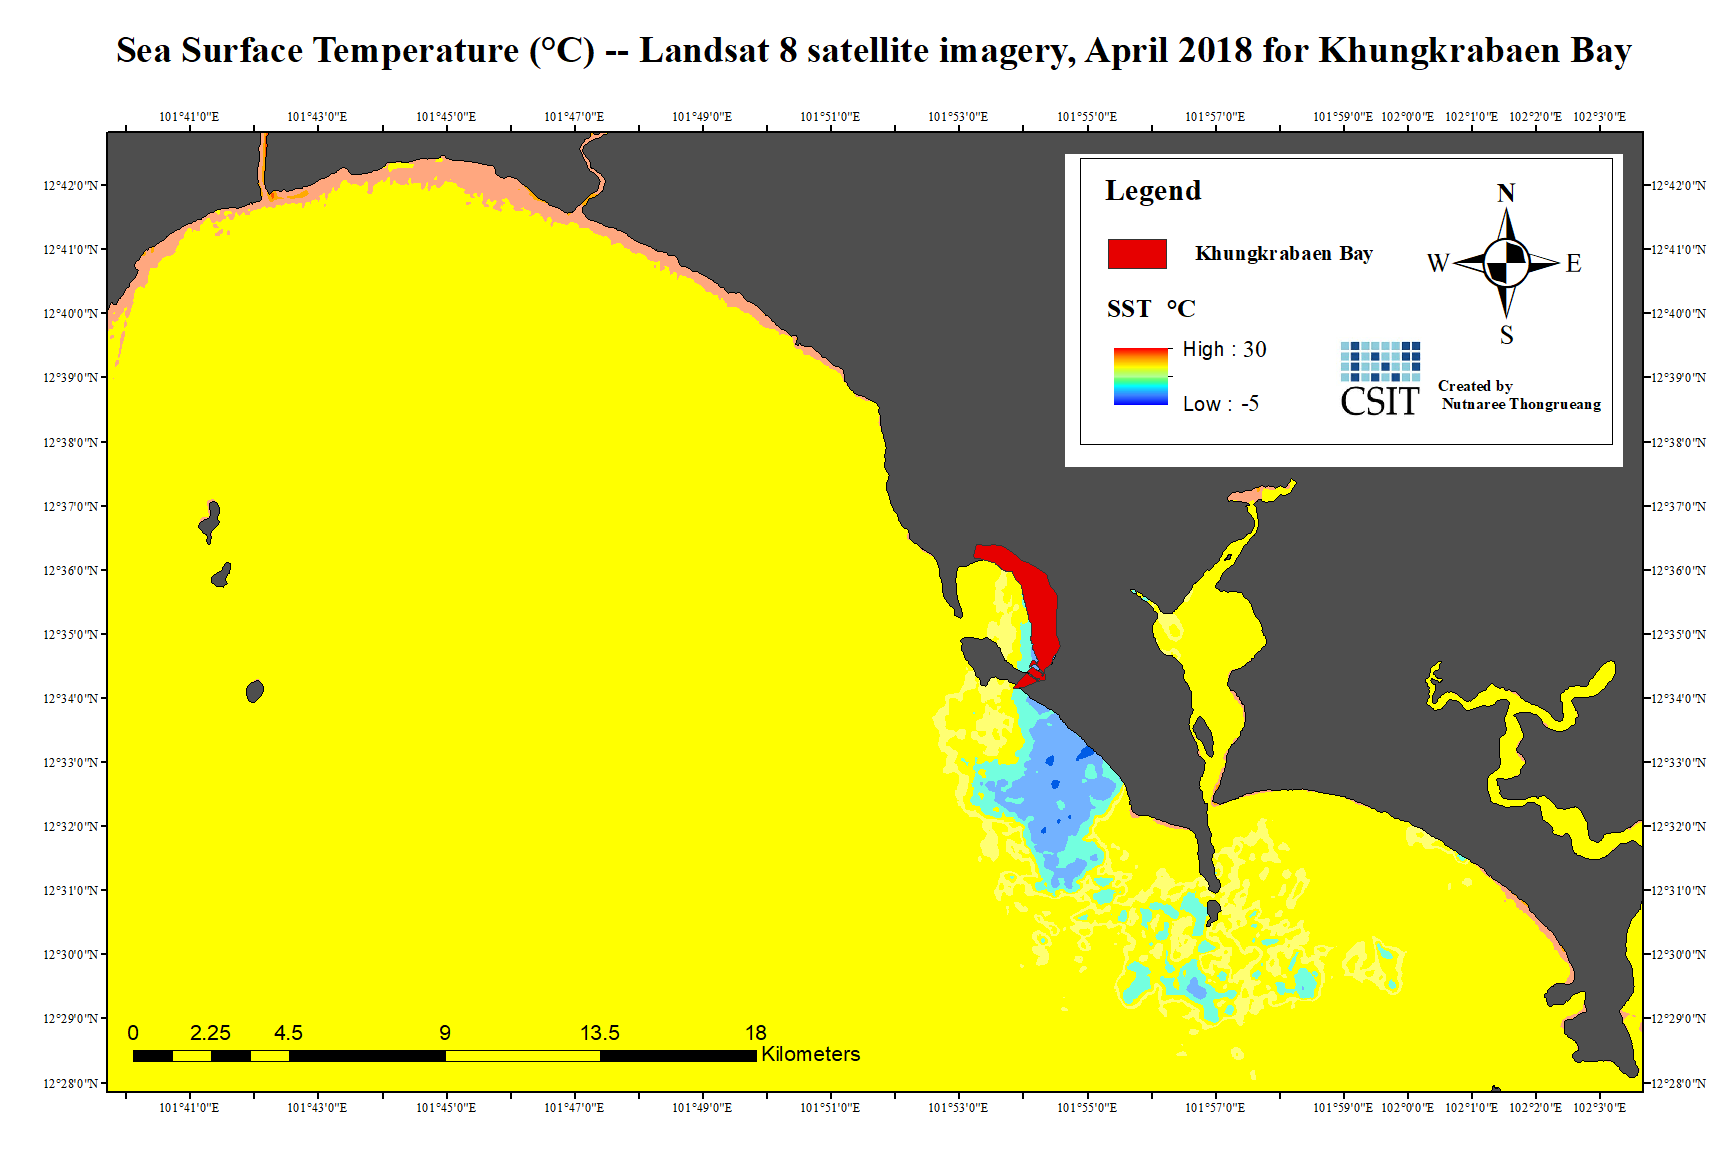 Sea Surface Temperature (°C) -- Landsat 8 satellite imagery, April 2018 for Khungkrabaen Bay
101°41'0"E 101°43'0"E 101°45'0"E 101°47'0"E 101°49'0"E 101°51'0"E 101°53'0"E 101°55'0"E 101°57'0"E 101°59'0"E 102°0'0"E 102°1'0"E 102°2'0"E 102°3'0"E
12°42'0"N 12°42'0"N
12°41'0"N 12°41'0"N
12°40'0"N 12°40'0"N
12°39'0"N 12°39'0"N
12°38'0"N 12°38'0"N
12°37'0"N 12°37'0"N
12°36'0"N 12°36'0"N
12°35'0"N 12°35'0"N
12°34'0"N 12°34'0"N
12°33'0"N 12°33'0"N
12°32'0"N 12°32'0"N
12°31'0"N 12°31'0"N
12°30'0"N 12°30'0"N
12°29'0"N 12°29'0"N
12°28'0"N 12°28'0"N
Legend
Khungkrabaen Bay
SST °C
High : 30
Low : -5
N
W E
S
CSIT
Created by
Nutnaree Thongrueang
0 2.25 4.5 9 13.5 18
Kilometers
101°41'0"E 101°43'0"E 101°45'0"E 101°47'0"E 101°49'0"E 101°51'0"E 101°53'0"E 101°55'0"E 101°57'0"E 101°59'0"E 102°0'0"E 102°1'0"E 102°2'0"E 102°3'0"E